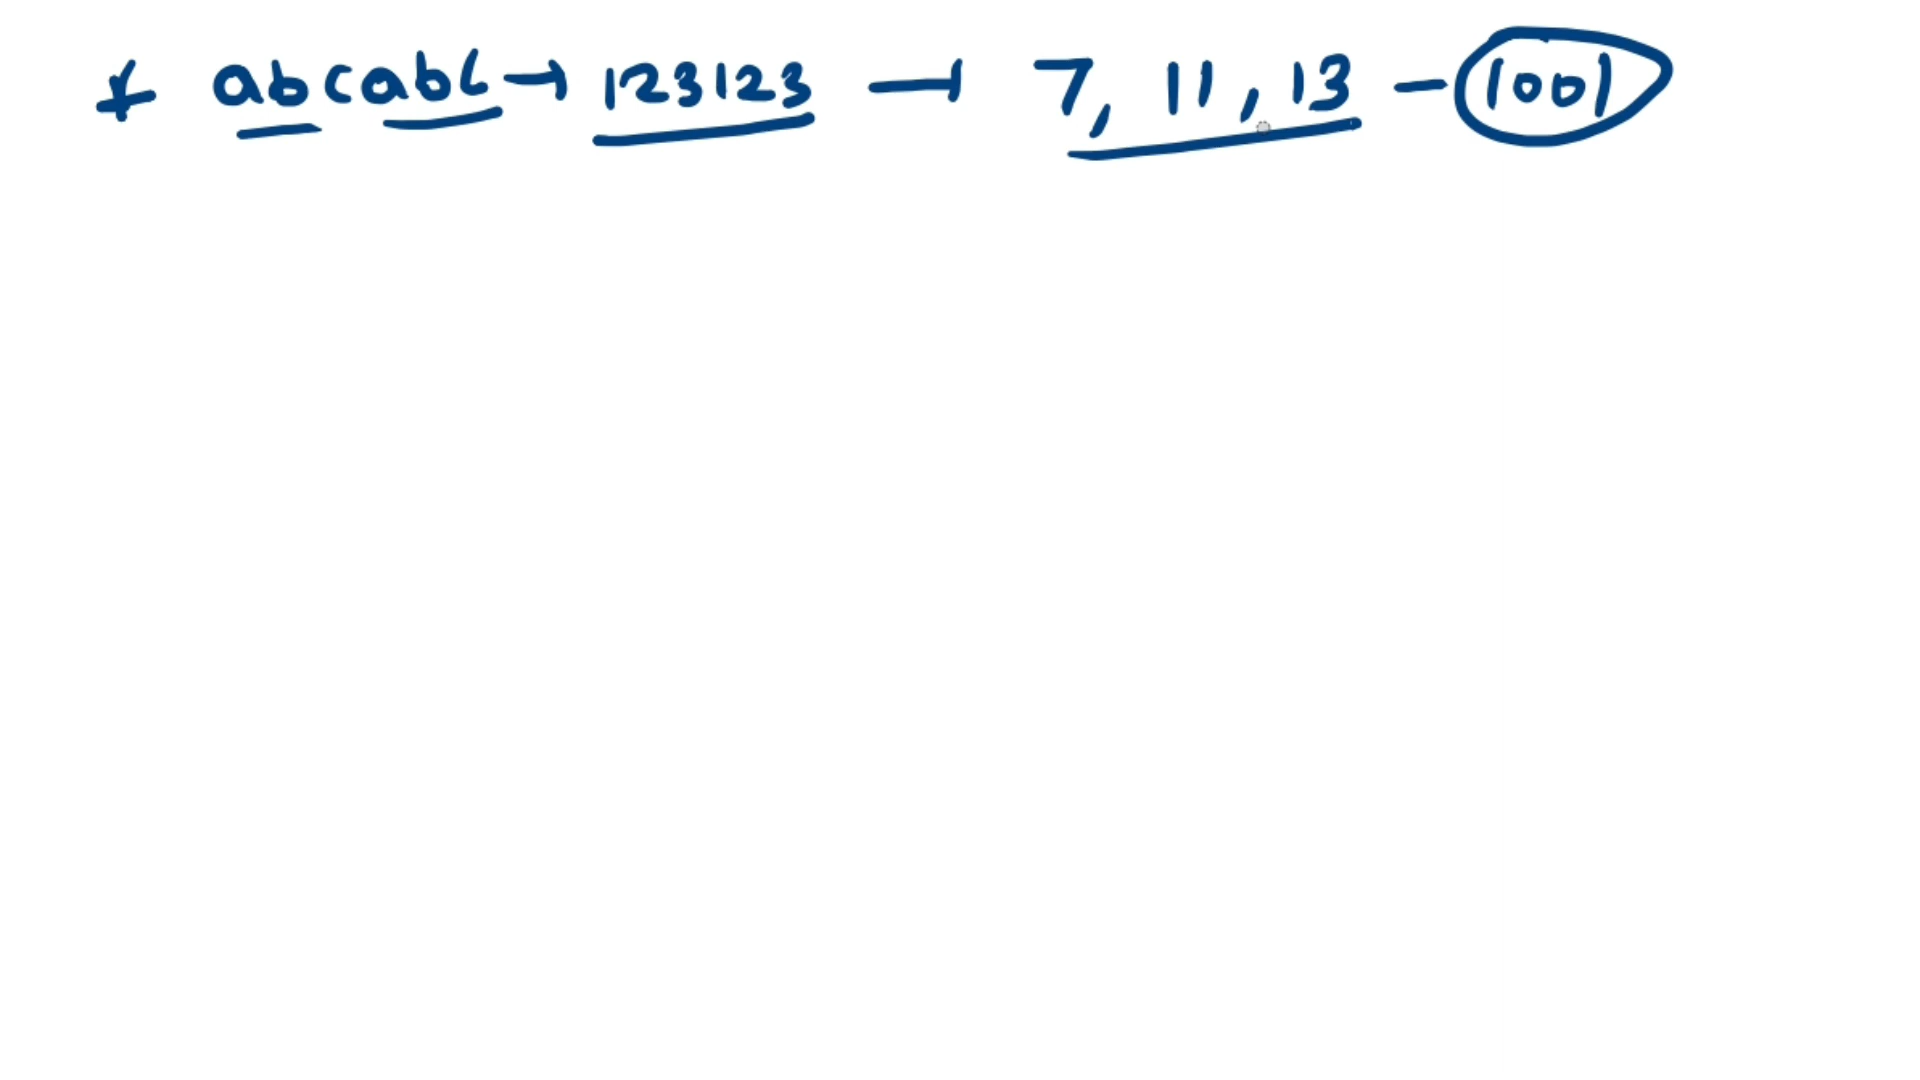 * abcabc → 123123 → 7, 11, 13 - 1001